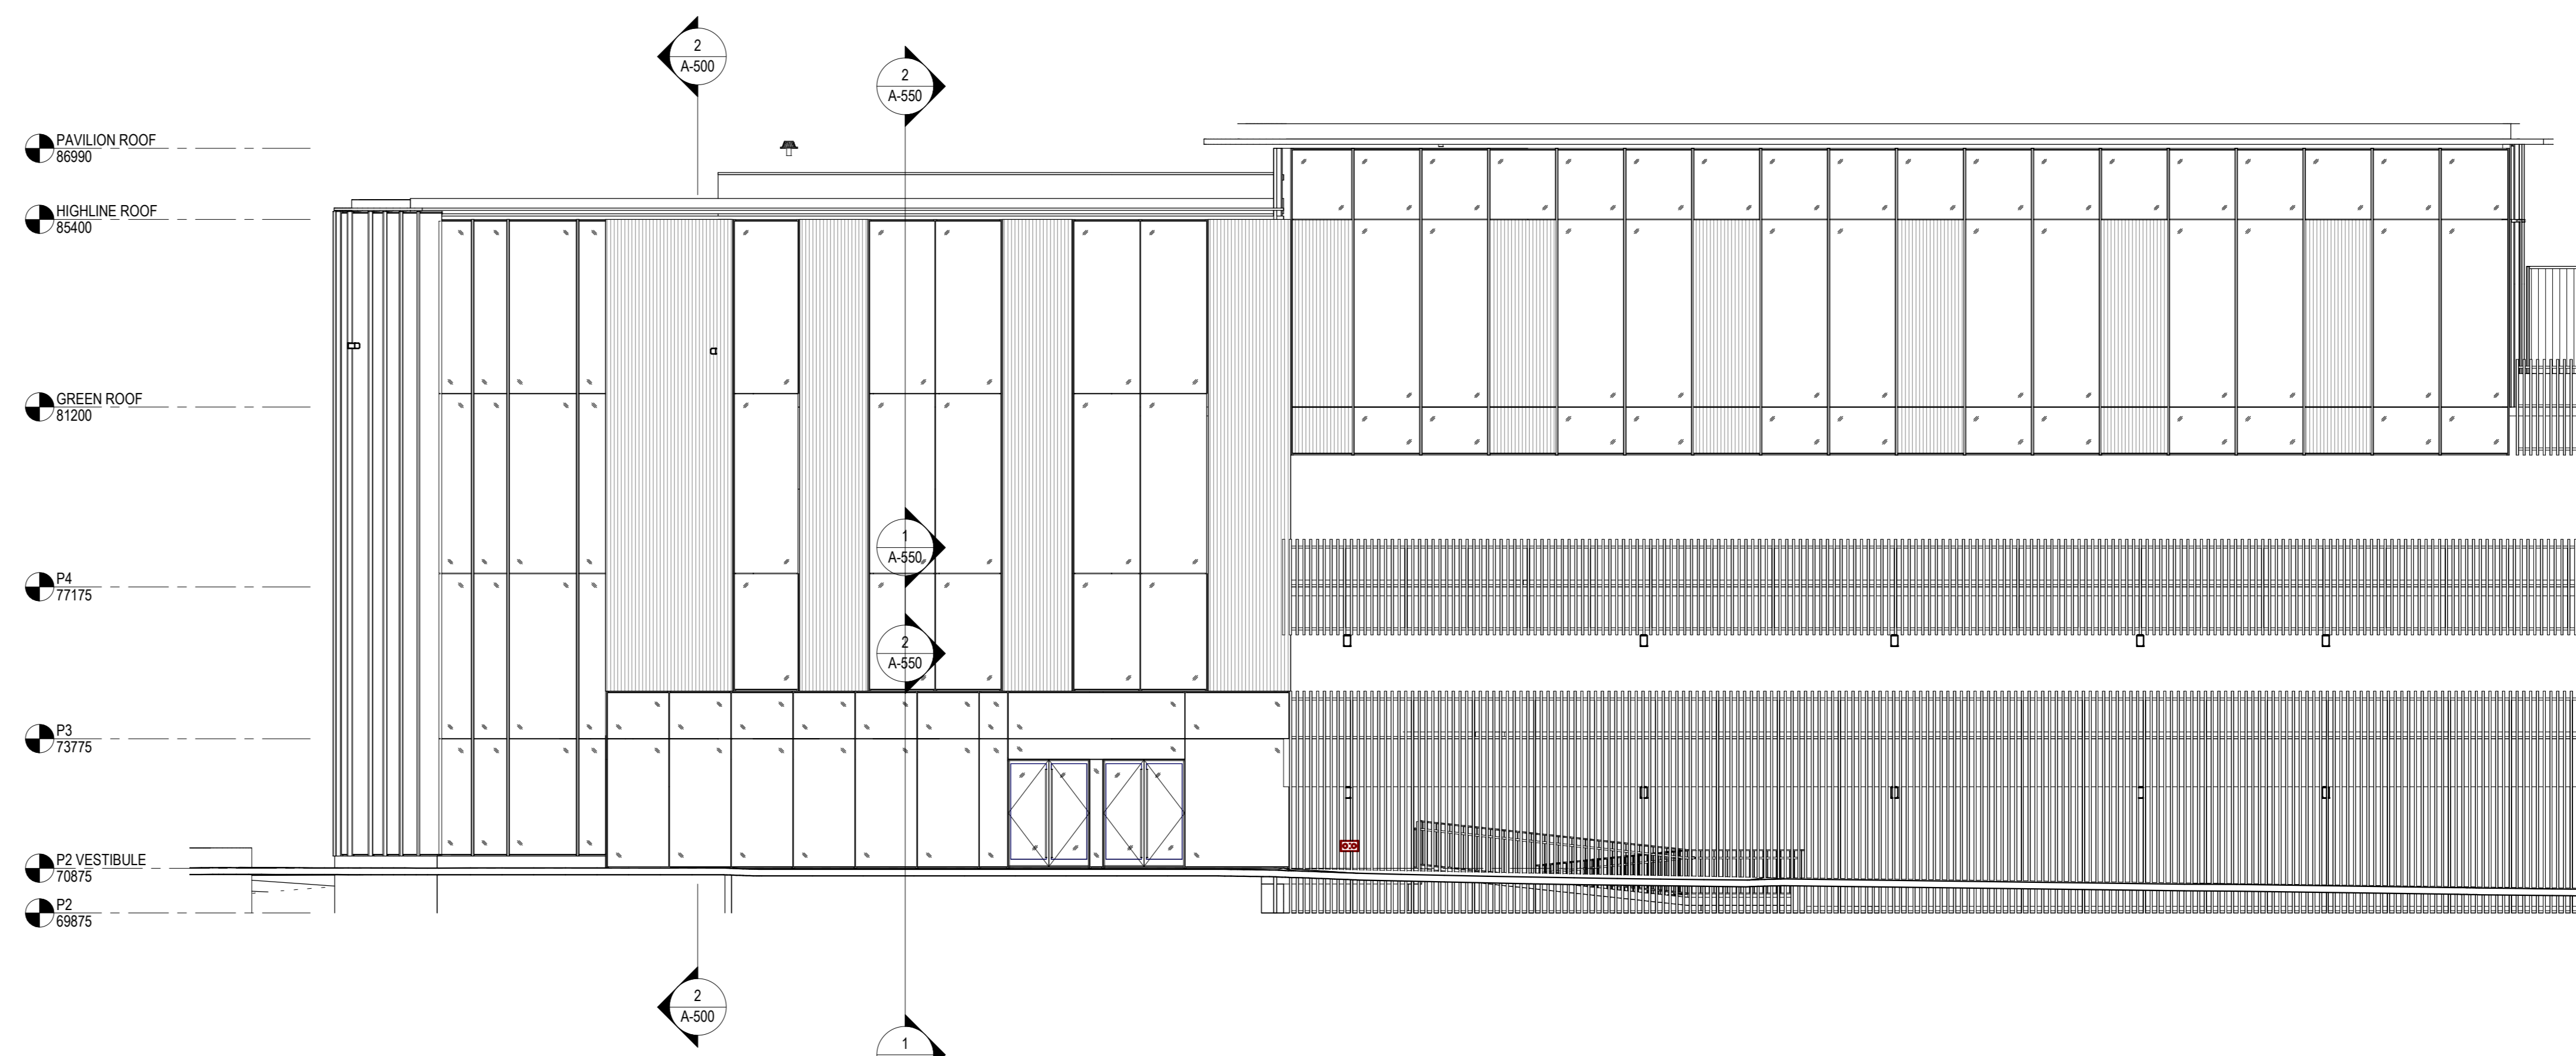 2
A-500
2
A-550
PAVILION ROOF
86990
HIGHLINE ROOF
85400
GREEN ROOF
81200
1
A-550
P4
77175
2
A-550
P3
73775
P2 VESTIBULE
70875
P2
69875
2
A-500
1